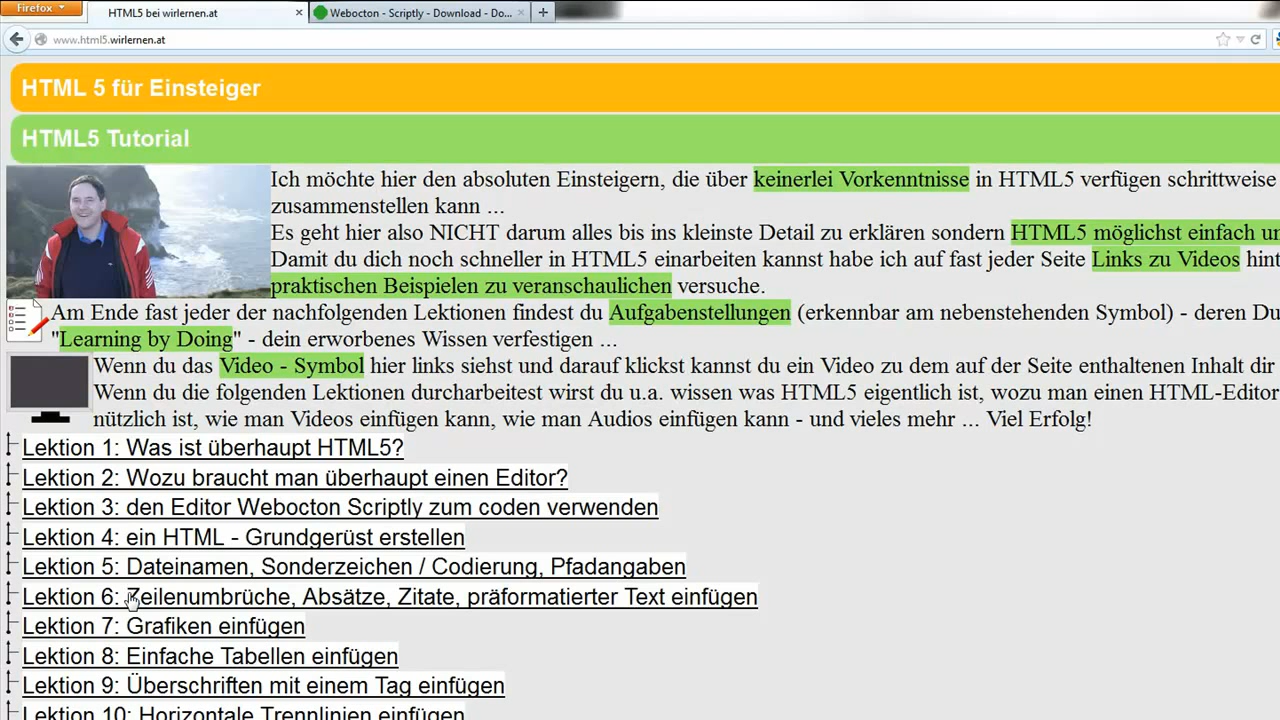 Firefox
HTML5 bei wirlernen.at
Webocton - Scriptly - Download - Do...
www.html5.wirlernen.at
HTML 5 für Einsteiger
HTML5 Tutorial
Ich möchte hier den absoluten Einsteigern, die über keinerlei Vorkenntnisse in HTML5 verfügen schrittweise
zusammenstellen kann ...
Es geht hier also NICHT darum alles bis ins kleinste Detail zu erklären sondern HTML5 möglichst einfach
Damit du dich noch schneller in HTML5 einarbeiten kannst habe ich auf fast jeder Seite Links zu Videos hint
praktischen Beispielen zu veranschaulichen versuche.
Am Ende fast jeder der nachfolgenden Lektionen findest du Aufgabenstellungen (erkennbar am nebenstehenden Symbol) - deren Du
"Learning by Doing" - dein erworbenes Wissen verfestigen ...
Wenn du das Video - Symbol hier links siehst und darauf klickst kannst du ein Video zu dem auf der Seite enthaltenen Inhalt dir
Wenn du die folgenden Lektionen durcharbeitest wirst du u.a. wissen was HTML5 eigentlich ist, wozu man einen HTML-Editor
nützlich ist, wie man Videos einfügen kann, wie man Audios einfügen kann - und vieles mehr ... Viel Erfolg!
Lektion 1: Was ist überhaupt HTML5?
Lektion 2: Wozu braucht man überhaupt einen Editor?
Lektion 3: den Editor Webocton Scriptly zum coden verwenden
Lektion 4: ein HTML - Grundgerüst erstellen
Lektion 5: Dateinamen, Sonderzeichen / Codierung, Pfadangaben
Lektion 6: Zeilenumbrüche, Absätze, Zitate, präformatierter Text einfügen
Lektion 7: Grafiken einfügen
Lektion 8: Einfache Tabellen einfügen
Lektion 9: Überschriften mit einem Tag einfügen
Lektion 10: Horizontale Trennlinien einfügen